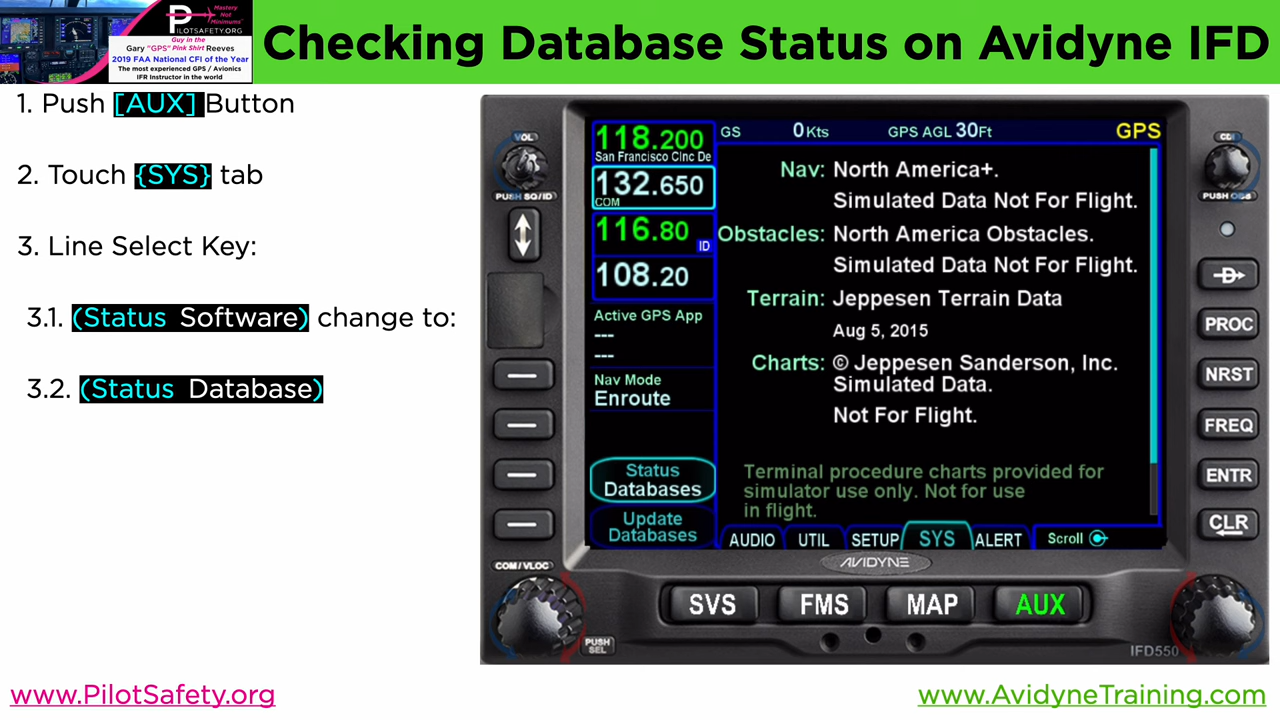 Mastery
Not
Minimums™
PILOTSAFETY.ORG
Guy in the
Gary "GPS" Pink Shirt Reeves
2019 FAA National CFI of the Year
The most experienced GPS / Avionics
IFR Instructor in the world
Checking Database Status on Avidyne IFD
1. Push [AUX] Button
2. Touch {SYS} tab
3. Line Select Key:
3.1. (Status Software) change to:
3.2. (Status Database)
VOL
PUSH SQ/ID
118.200
San Francisco Clnc De
132.650
COM
116.80
ID
108.20
Active GPS App
---
---
Nav Mode
Enroute
Status
Databases
Update
Databases
GS 0Kts GPS AGL 30Ft GPS
Nav: North America+.
Simulated Data Not For Flight.
Obstacles: North America Obstacles.
Simulated Data Not For Flight.
Terrain: Jeppesen Terrain Data
Aug 5, 2015
Charts: © Jeppesen Sanderson, Inc.
Simulated Data.
Not For Flight.
Terminal procedure charts provided for
simulator use only. Not for use
in flight.
AUDIO UTIL SETUP SYS ALERT Scroll
CDI
PUSH OBS
D
PROC
NRST
FREQ
ENTR
CLR
COM/VLOC
AVIDYNE
SVS FMS MAP AUX
PUSH
SEL
IFD550
www.PilotSafety.org
www.AvidyneTraining.com